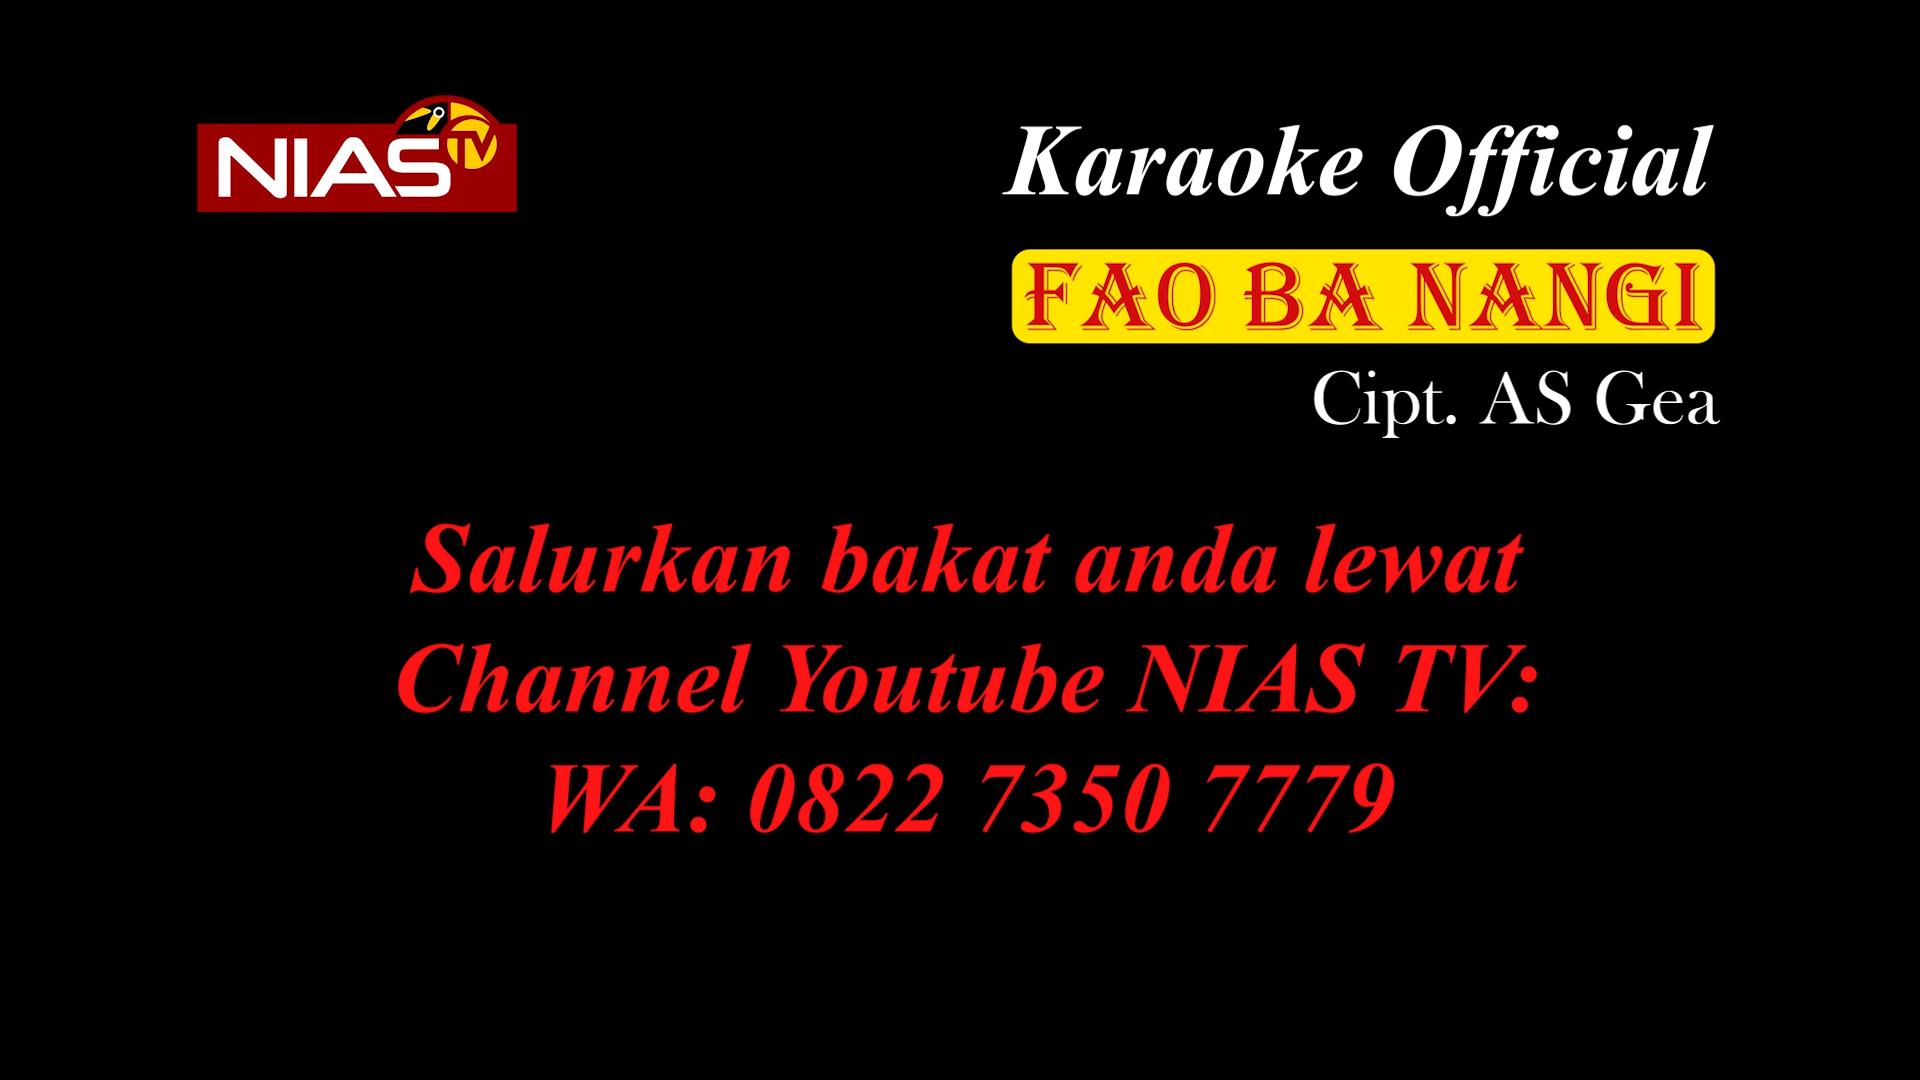 NIAS TV
Karaoke Official
FAO BA NANGI
Cipt. AS Gea
Salurkan bakat anda lewat
Channel Youtube NIAS TV:
WA: 0822 7350 7779